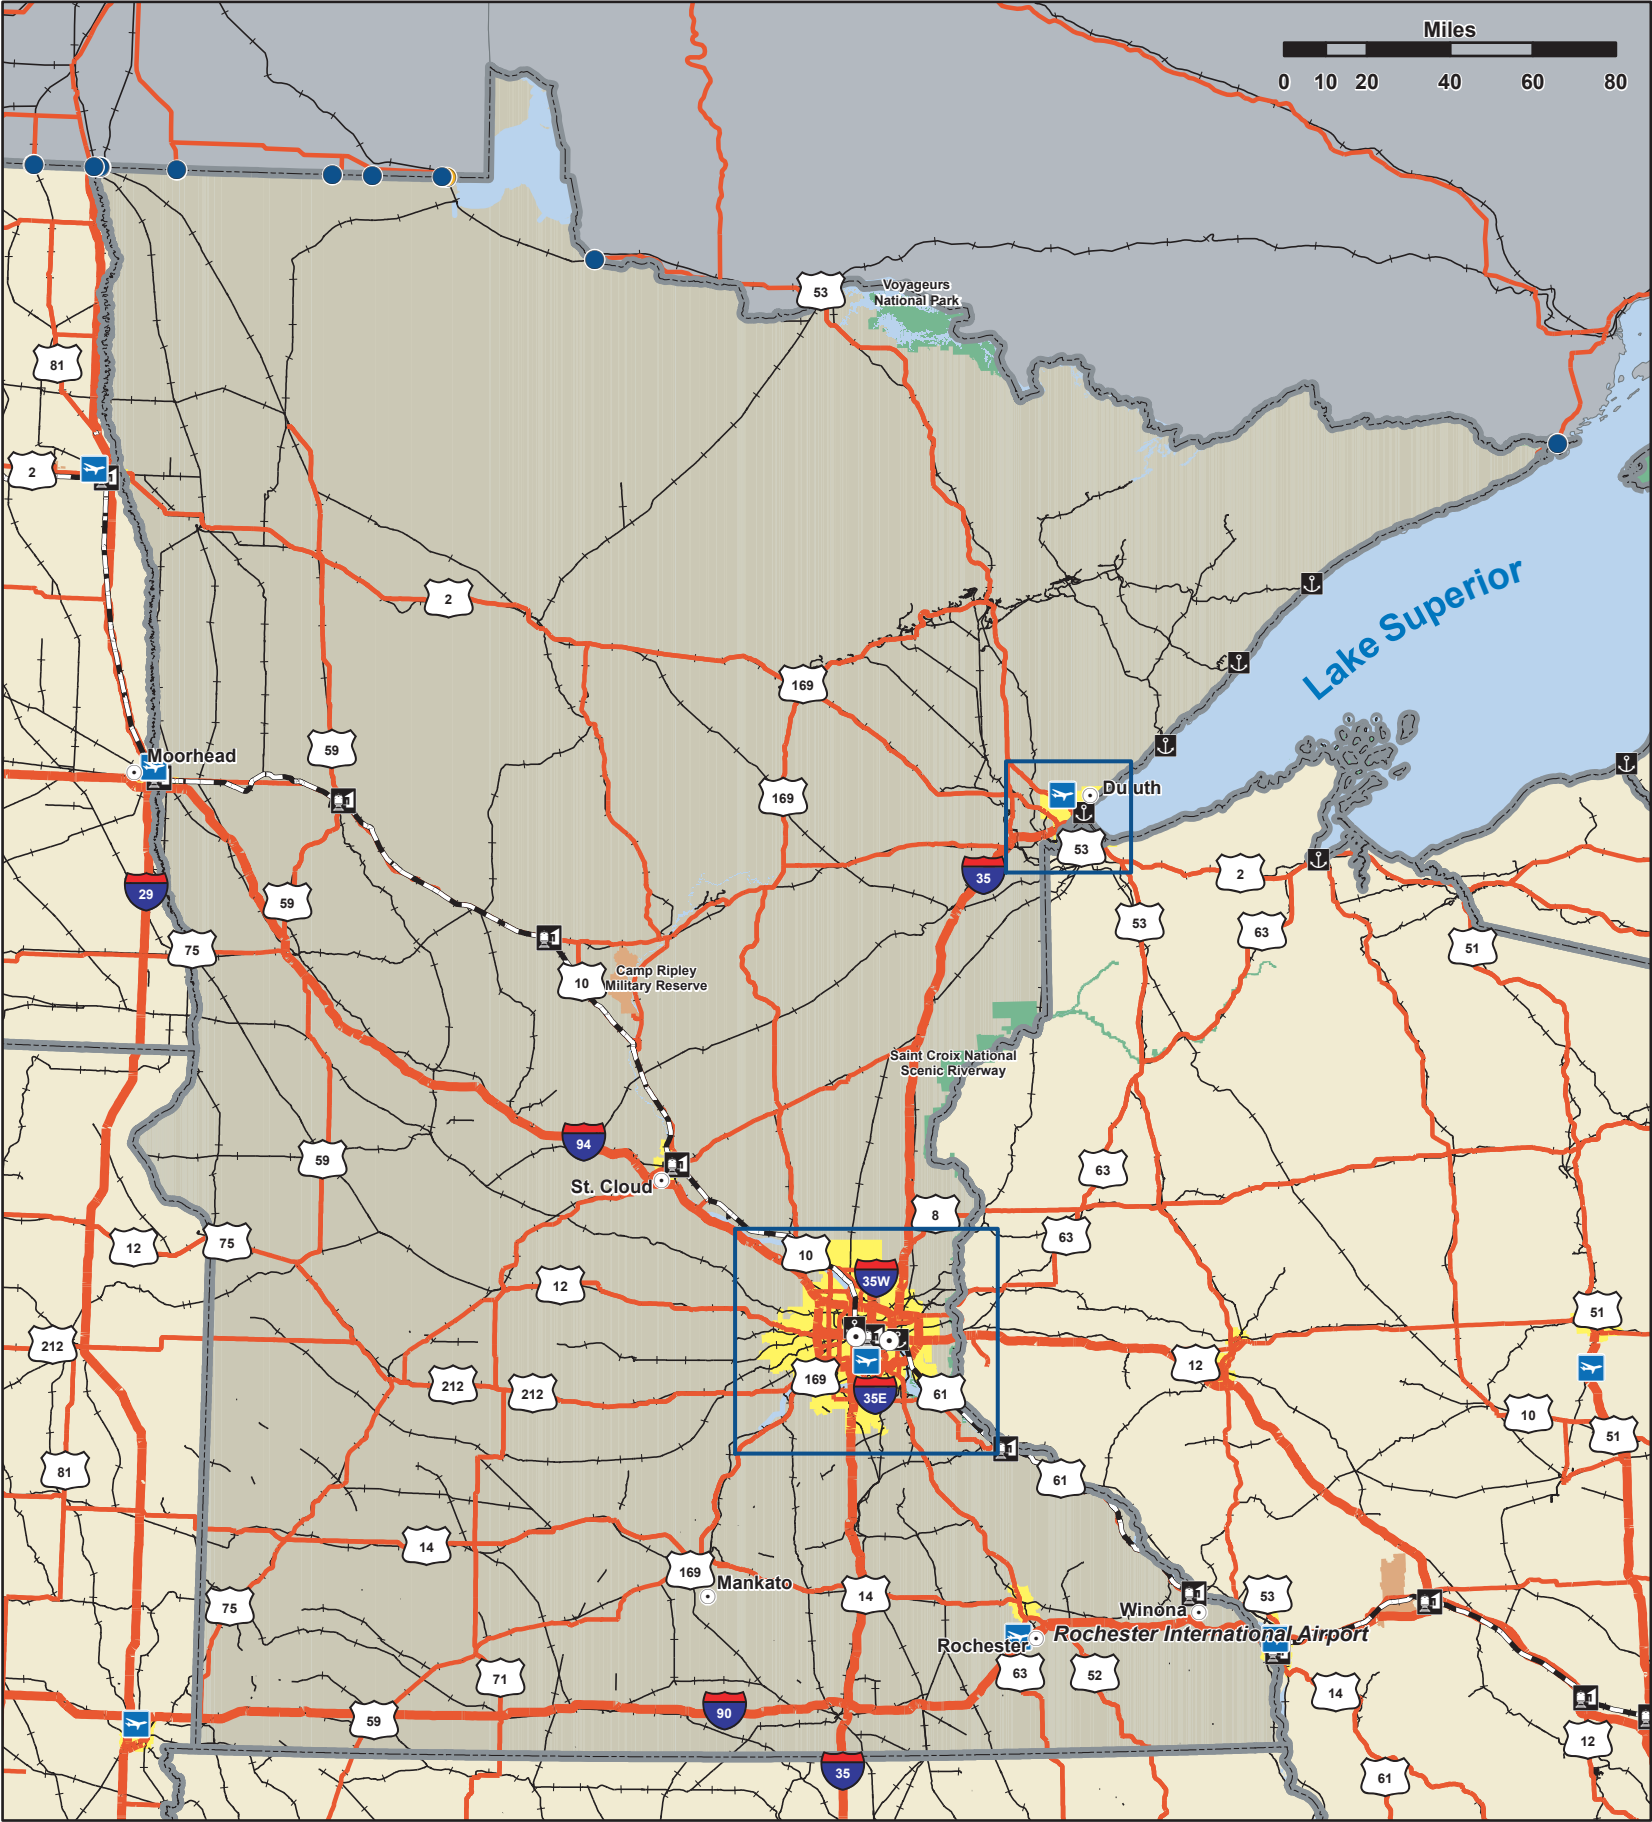 Miles
0 10 20 40 60 80
53
Voyageurs
National Park
81
2
Lake Superior
2
169
59
Moorhead
169
Duluth
53
35
2
29
59
53
63
75
51
10
Camp Ripley
Military Reserve
Saint Croix National
Scenic Riverway
94
59
63
St. Cloud
8
12
75
63
10
35W
12
51
212
12
212
212
169
35E
61
10
51
81
61
14
169
Mankato
14
53
75
Winona
Rochester International Airport
Rochester
63
52
71
14
59
90
12
35
61